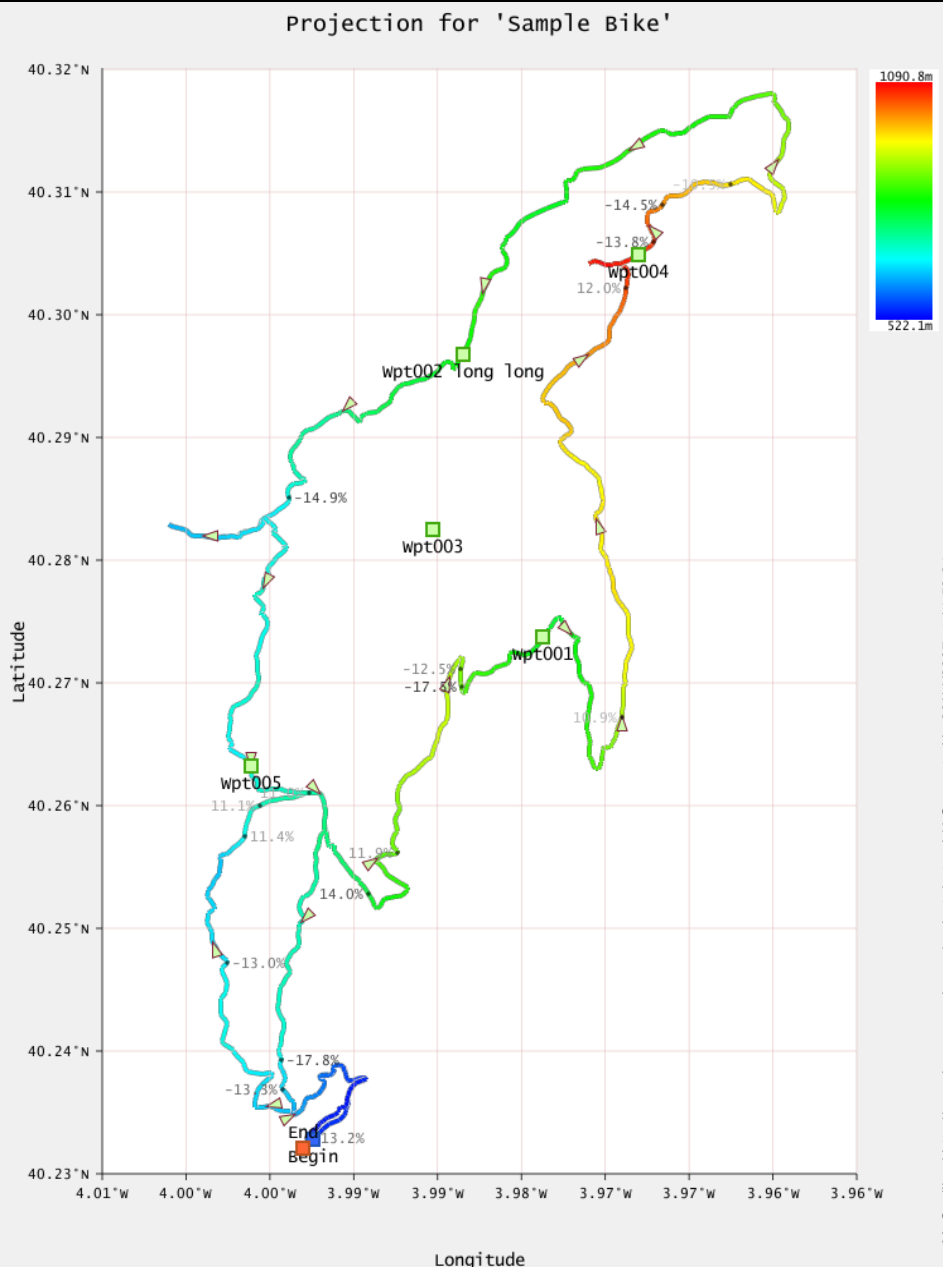 Projection for 'Sample Bike'
40.32°N
1090.8m
40.31°N
-14.5%
-13.8%
Wpt004
12.0%
40.30°N
522.1m
Wpt002 long long
40.29°N
-14.9%
Wpt003
40.28°N
Latitude
Wpt001
-12.5%
40.27°N
10.9%
Wpt005
40.26°N
11.1%
11.4%
11.9%
14.0%
40.25°N
-13.0%
40.24°N
-17.8%
-13.3%
End
13.2%
Begin
40.23°N
4.01°W 4.00°W 4.00°W 3.99°W 3.99°W 3.98°W 3.97°W 3.97°W 3.96°W 3.96°W
Longitude